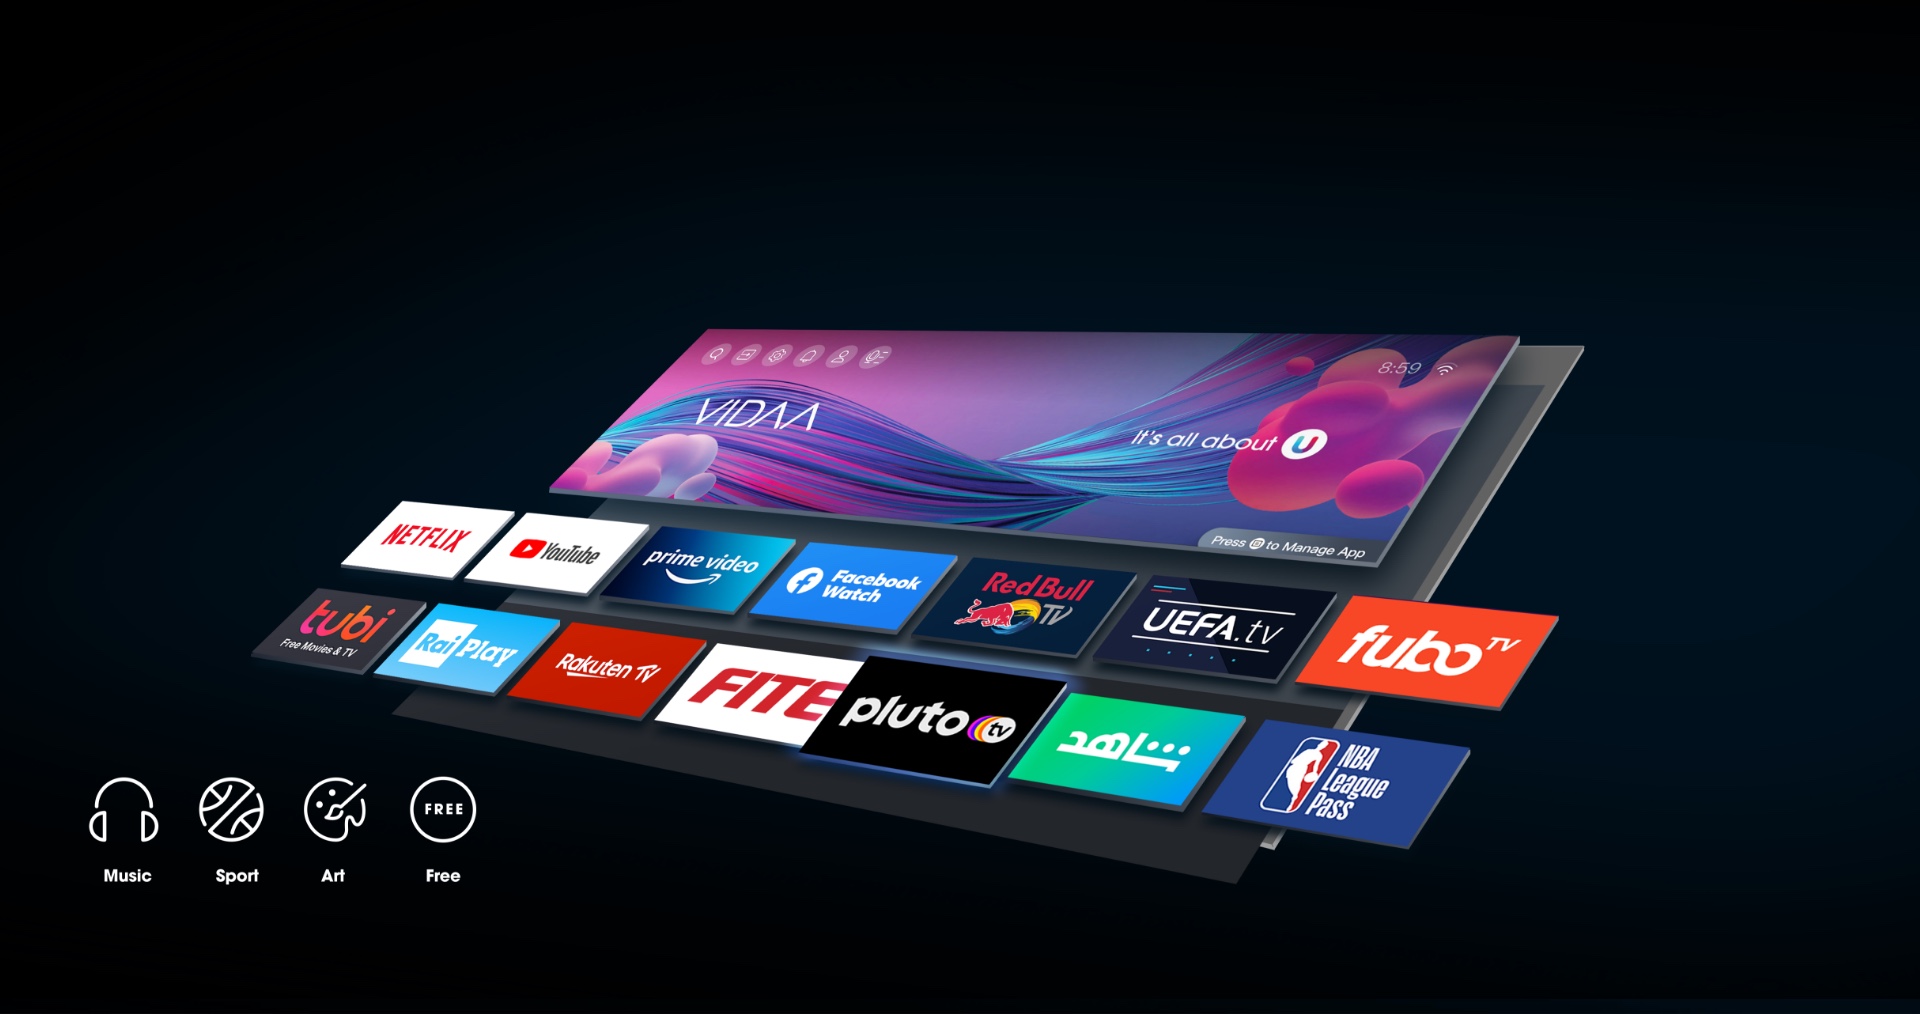 8:59
VIDAA
It's all about U
Press to Manage App
NETFLIX
YouTube
prime video
Facebook
Watch
Red Bull
TV
UEFA.tv
fubo TV
tubi
Free Movies & TV
Rai Play
Rakuten TV
FITE
pluto tv
شاهد
NBA
League
Pass
FREE
Music
Sport
Art
Free